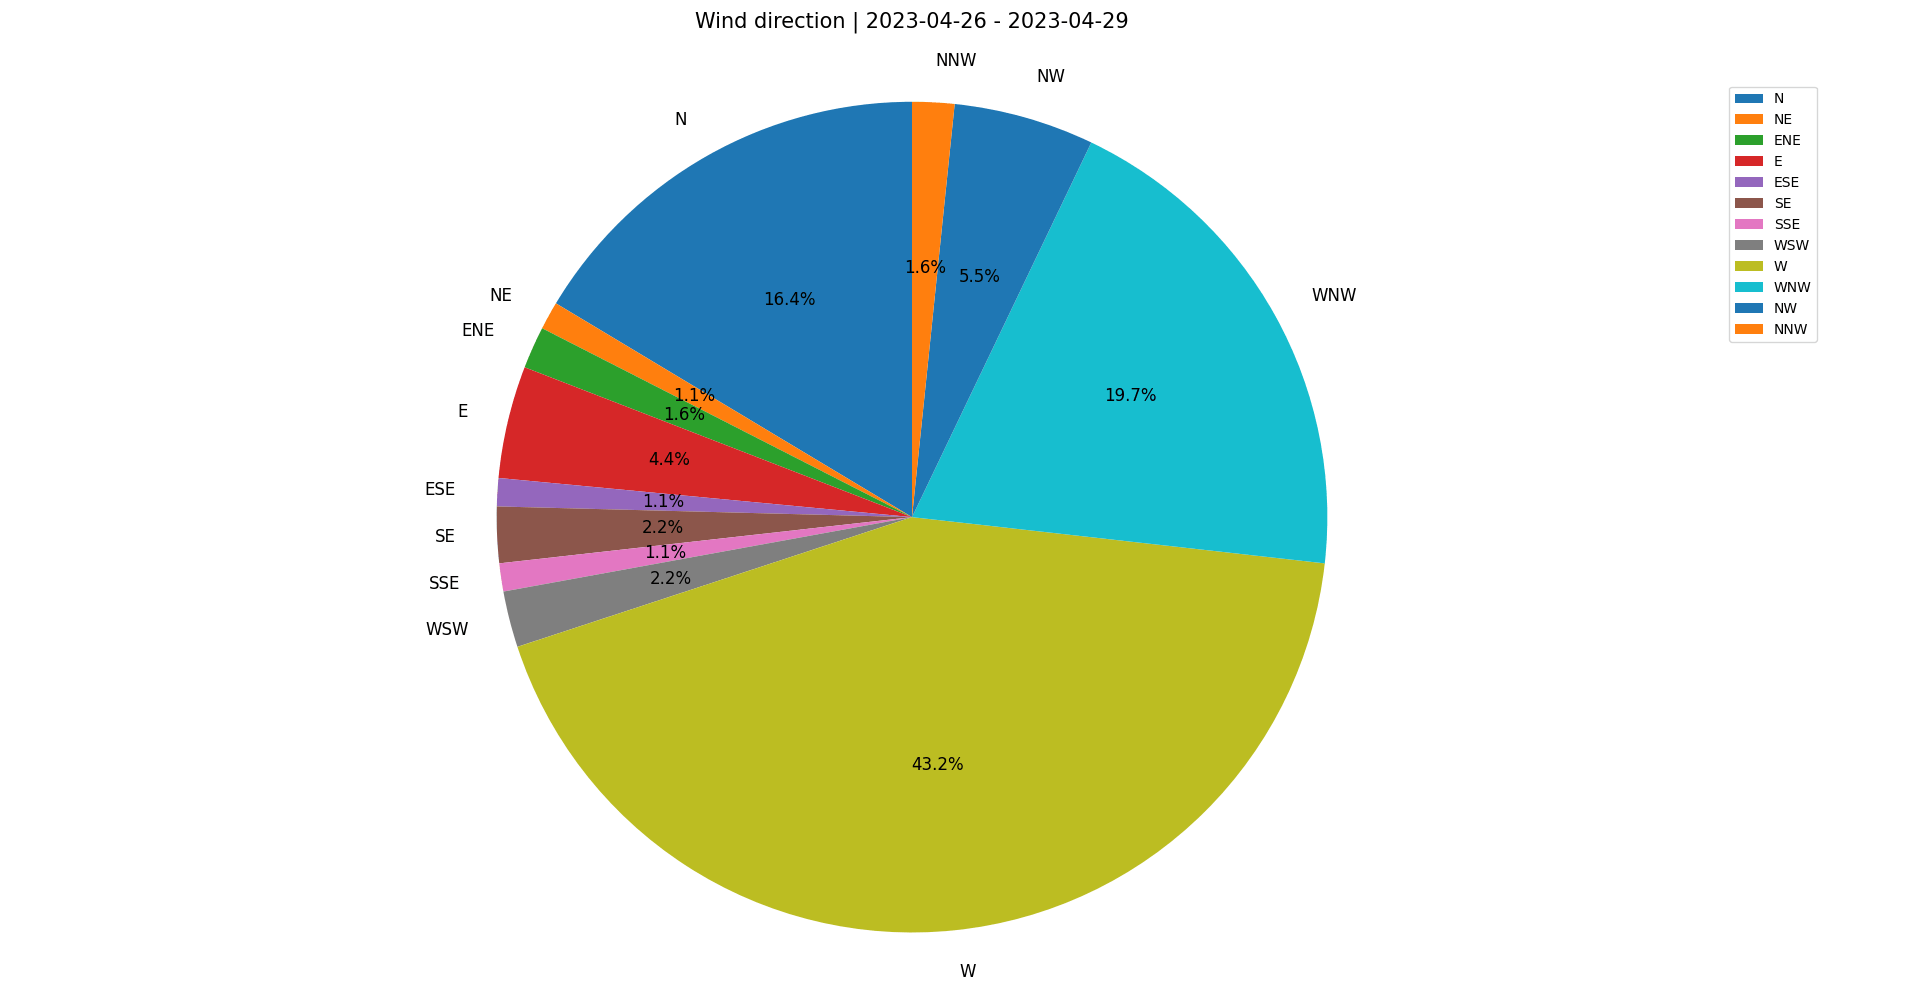 Wind direction | 2023-04-26 - 2023-04-29
NNW
NW
N
NE
ENE
E
ESE
SE
SSE
WSW
W
WNW
1.6%
5.5%
16.4%
19.7%
1.1%
1.6%
4.4%
1.1%
2.2%
1.1%
2.2%
43.2%
N
NE
ENE
E
ESE
SE
SSE
WSW
W
WNW
NW
NNW